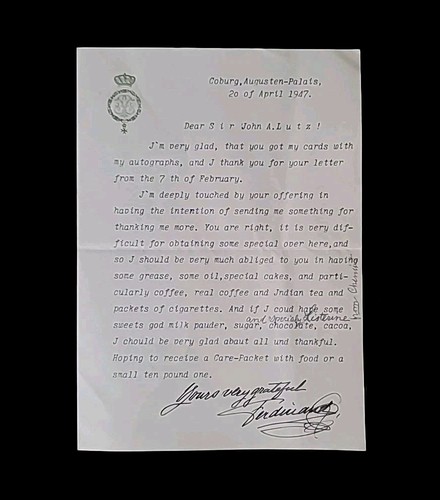 Coburg,Augusten-Palais,
20 of April 1947.
Dear S i r John A.L u t z !
J`m very glad, that you got my cards with
my autographs, and J thank you for your letter
from the 7 th of February.
J`m deeply touched by your offering in
having the intention of sending me something for
thanking me more. You are right, it is very dif-
ficult for obtaining some special over here,and
so J should be very much abliged to you in having
some grease, some oil,special cakes, and parti-
cularly coffee, real coffee and Jndian tea and
packets of cigarettes. And if J coud have some
and specially Listerine
sweets god milk pauder, sugar, chocolate, cacoa,
J chould be very glad abaut all und thankful.
Hoping to receive a Care-Packet with food or a
small ten pound one.
Yours very grateful
Ferdinand